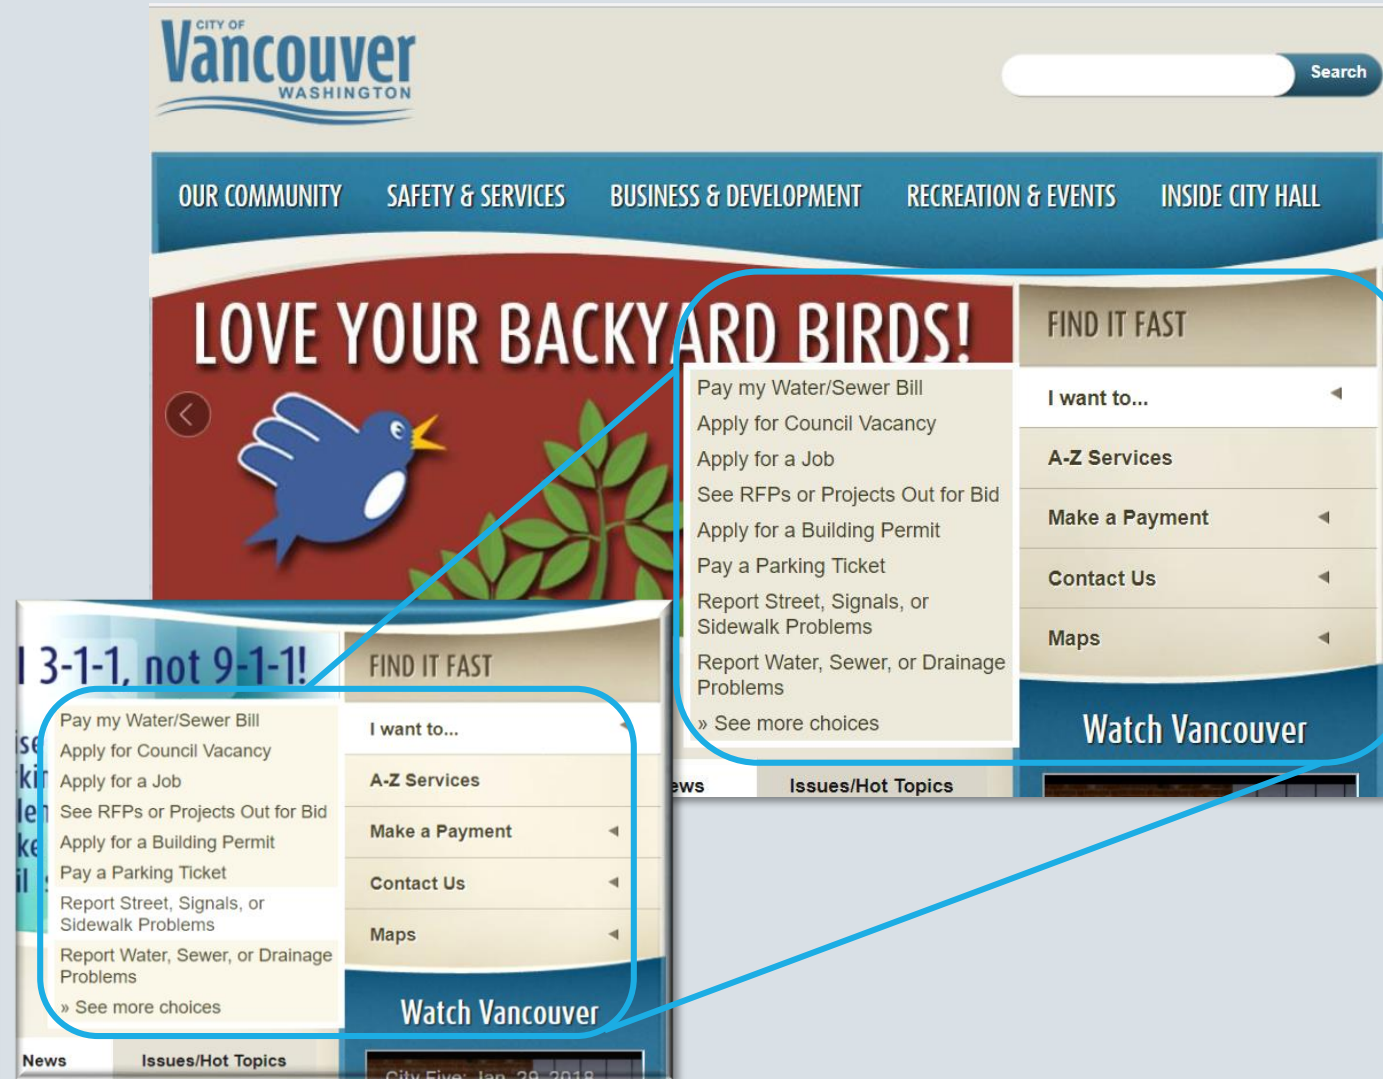 CITY OF
Vancouver
WASHINGTON
Search
OUR COMMUNITY SAFETY & SERVICES BUSINESS & DEVELOPMENT RECREATION & EVENTS INSIDE CITY HALL
LOVE YOUR BACKYARD BIRDS!
Pay my Water/Sewer Bill
Apply for Council Vacancy
Apply for a Job
See RFPs or Projects Out for Bid
Apply for a Building Permit
Pay a Parking Ticket
Report Street, Signals, or
Sidewalk Problems
Report Water, Sewer, or Drainage
Problems
» See more choices
FIND IT FAST
I want to...
A-Z Services
Make a Payment
Contact Us
Maps
Watch Vancouver
Issues/Hot Topics
3-1-1, not 9-1-1!
Pay my Water/Sewer Bill
Apply for Council Vacancy
Apply for a Job
See RFPs or Projects Out for Bid
Apply for a Building Permit
Pay a Parking Ticket
Report Street, Signals, or
Sidewalk Problems
Report Water, Sewer, or Drainage
Problems
» See more choices
FIND IT FAST
I want to...
A-Z Services
Make a Payment
Contact Us
Maps
Watch Vancouver
News Issues/Hot Topics
City Five: Jan. 29, 2018